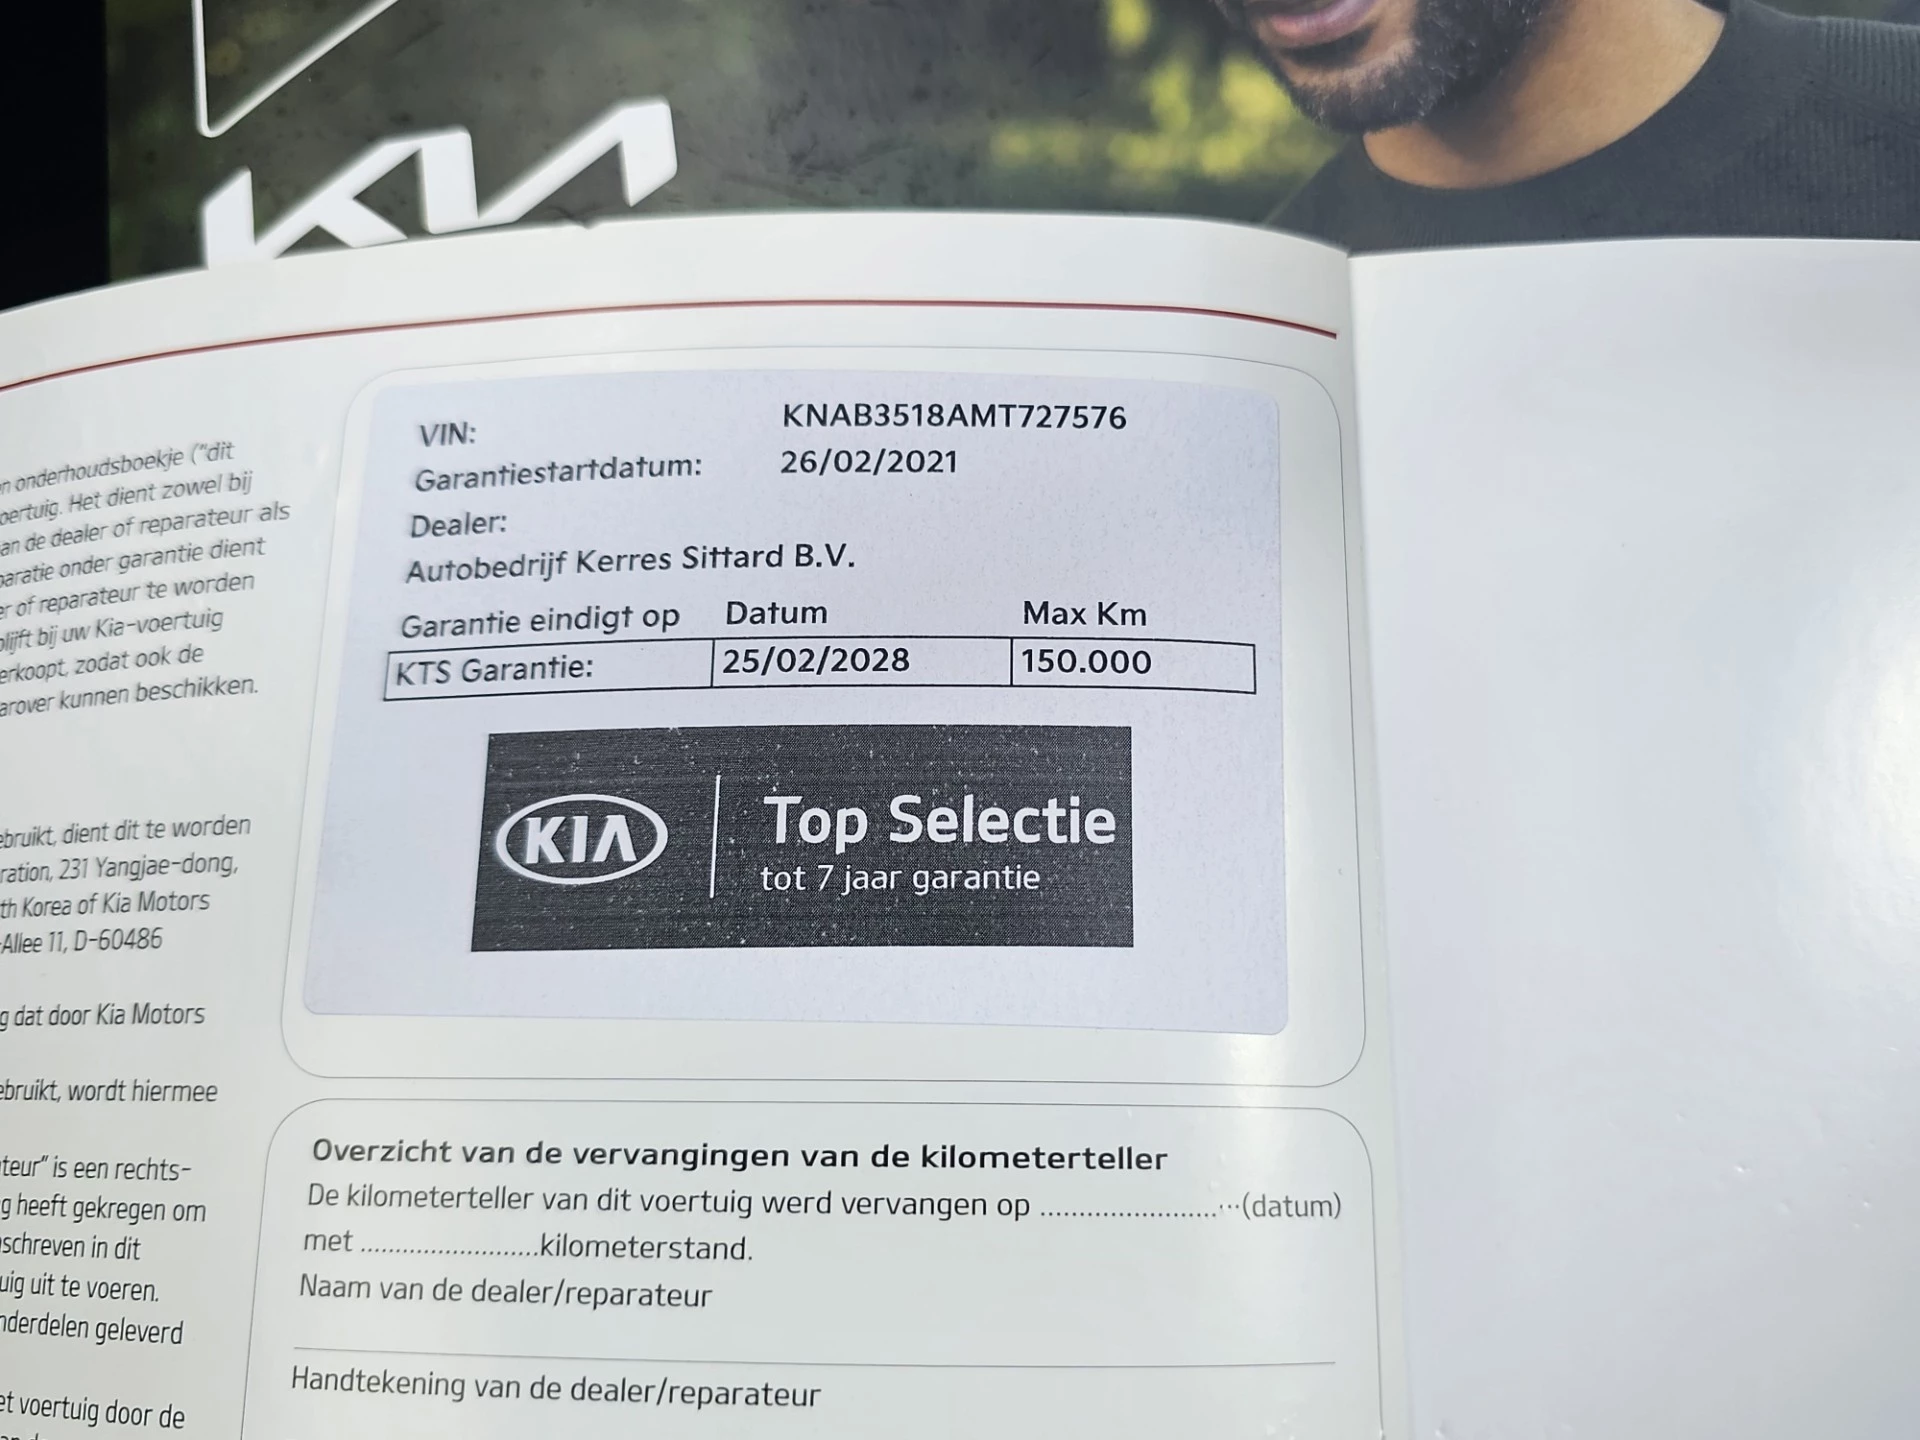 KIA
n onderhoudsboekje ("dit
oertuig. Het dient zowel bij
an de dealer of reparateur als
paratie onder garantie dient
er of reparateur te worden
blijft bij uw Kia-voertuig
erkoopt, zodat ook de
arover kunnen beschikken.
ebruikt, dient dit te worden
ration, 231 Yangjae-dong,
th Korea of Kia Motors
-Allee 11, D-60486
g dat door Kia Motors
ebruikt, wordt hiermee
teur" is een rechts-
g heeft gekregen om
schreven in dit
uig uit te voeren.
nderdelen geleverd
et voertuig door de
VIN: KNAB3518AMT727576
Garantiestartdatum: 26/02/2021
Dealer:
Autobedrijf Kerres Sittard B.V.
Garantie eindigt op Datum Max Km
KTS Garantie: 25/02/2028 150.000
KIA Top Selectie
tot 7 jaar garantie
Overzicht van de vervangingen van de kilometerteller
De kilometerteller van dit voertuig werd vervangen op ..........................(datum)
met ..........................kilometerstand.
Naam van de dealer/reparateur
Handtekening van de dealer/reparateur